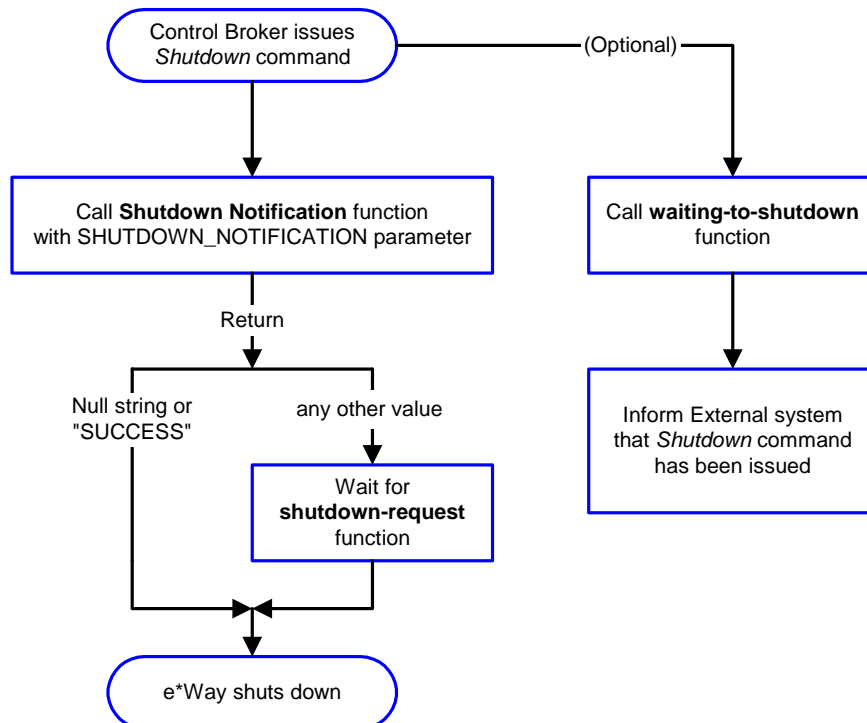 Control Broker issues
Shutdown command
(Optional)
Call Shutdown Notification function
with SHUTDOWN_NOTIFICATION parameter
Call waiting-to-shutdown
function
Return
Null string or
"SUCCESS"
any other value
Inform External system
that Shutdown command
has been issued
Wait for
shutdown-request
function
e*Way shuts down